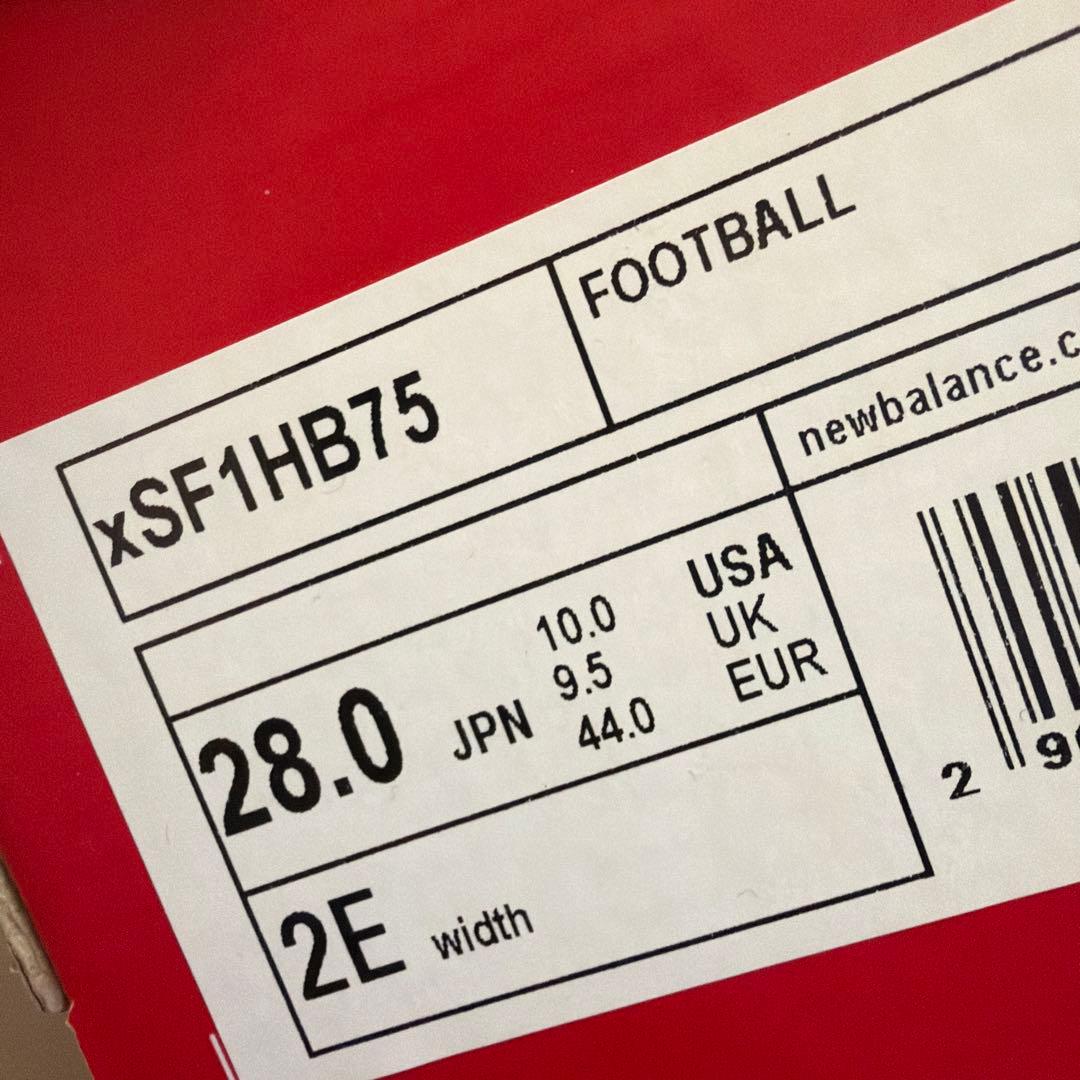 xSF1HB75
FOOTBALL
newbalance.c
28.0 JPN
10.0 USA
9.5 UK
44.0 EUR
2E width
2 9